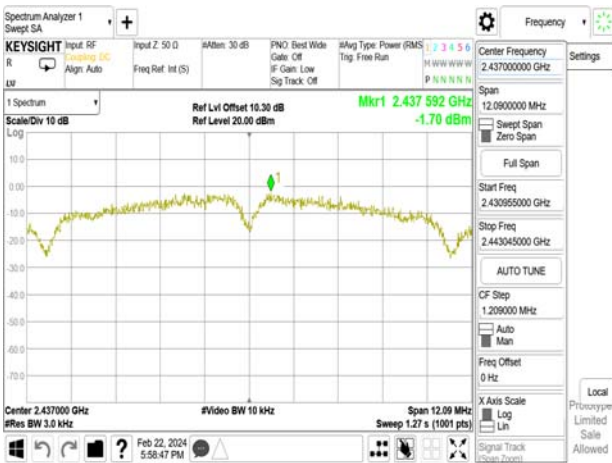 Spectrum Analyzer 1
Swept SA
+
Frequency
KEYSIGHT
R
LXI
Input: RF
Coupling: DC
Align: Auto
Input Z: 50 Ω
Freq Ref: Int (S)
#Atten: 30 dB
PNO: Best Wide
Gate: Off
IF Gain: Low
Sig Track: Off
#Avg Type: Power (RMS
Trig: Free Run
1 2 3 4 5 6
M W W W W W
P N N N N N
1 Spectrum
Scale/Div 10 dB
Log
Ref Lvl Offset 10.30 dB
Ref Level 20.00 dBm
Mkr1 2.437 592 GHz
-1.70 dBm
1
10.0
0.00
-10.0
-20.0
-30.0
-40.0
-50.0
-60.0
-70.0
Center 2.437000 GHz
#Res BW 3.0 kHz
#Video BW 10 kHz
Span 12.09 MHz
Sweep 1.27 s (1001 pts)
?
Feb 22, 2024
5:58:47 PM
Center Frequency
2.437000000 GHz
Span
12.0900000 MHz
Swept Span
Zero Span
Full Span
Start Freq
2.430955000 GHz
Stop Freq
2.443045000 GHz
AUTO TUNE
CF Step
1.209000 MHz
Auto
Man
Freq Offset
0 Hz
X Axis Scale
Log
Lin
Signal Track
(Span Zoom)
Settings
Local
Prototype
Limited
Sale
Allowed